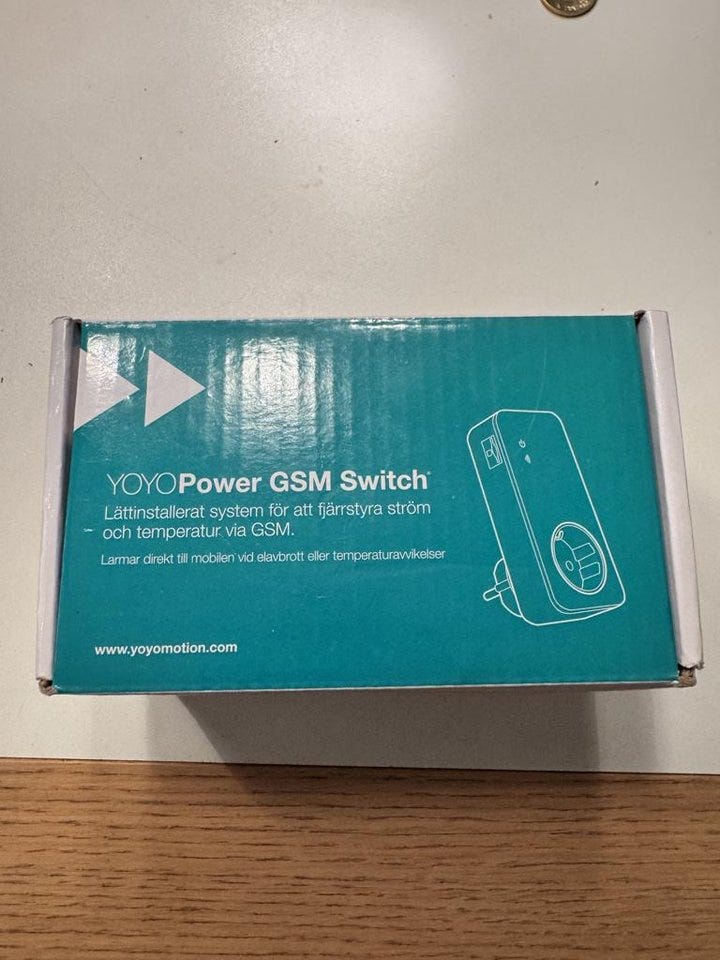 YOYOPower GSM Switch®
Lättinstallerat system för att fjärrstyra ström
och temperatur via GSM.
Larmar direkt till mobilen vid elavbrott eller temperaturavvikelser
www.yoyomotion.com